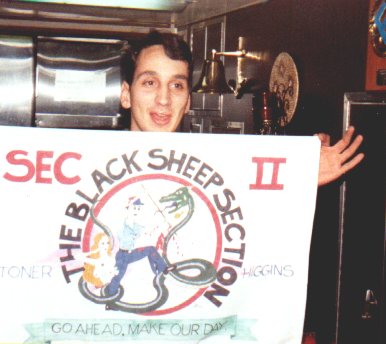 SEC II
THE BLACK SHEEP SECTION
TONER HIGGINS
GO AHEAD, MAKE OUR DAY.